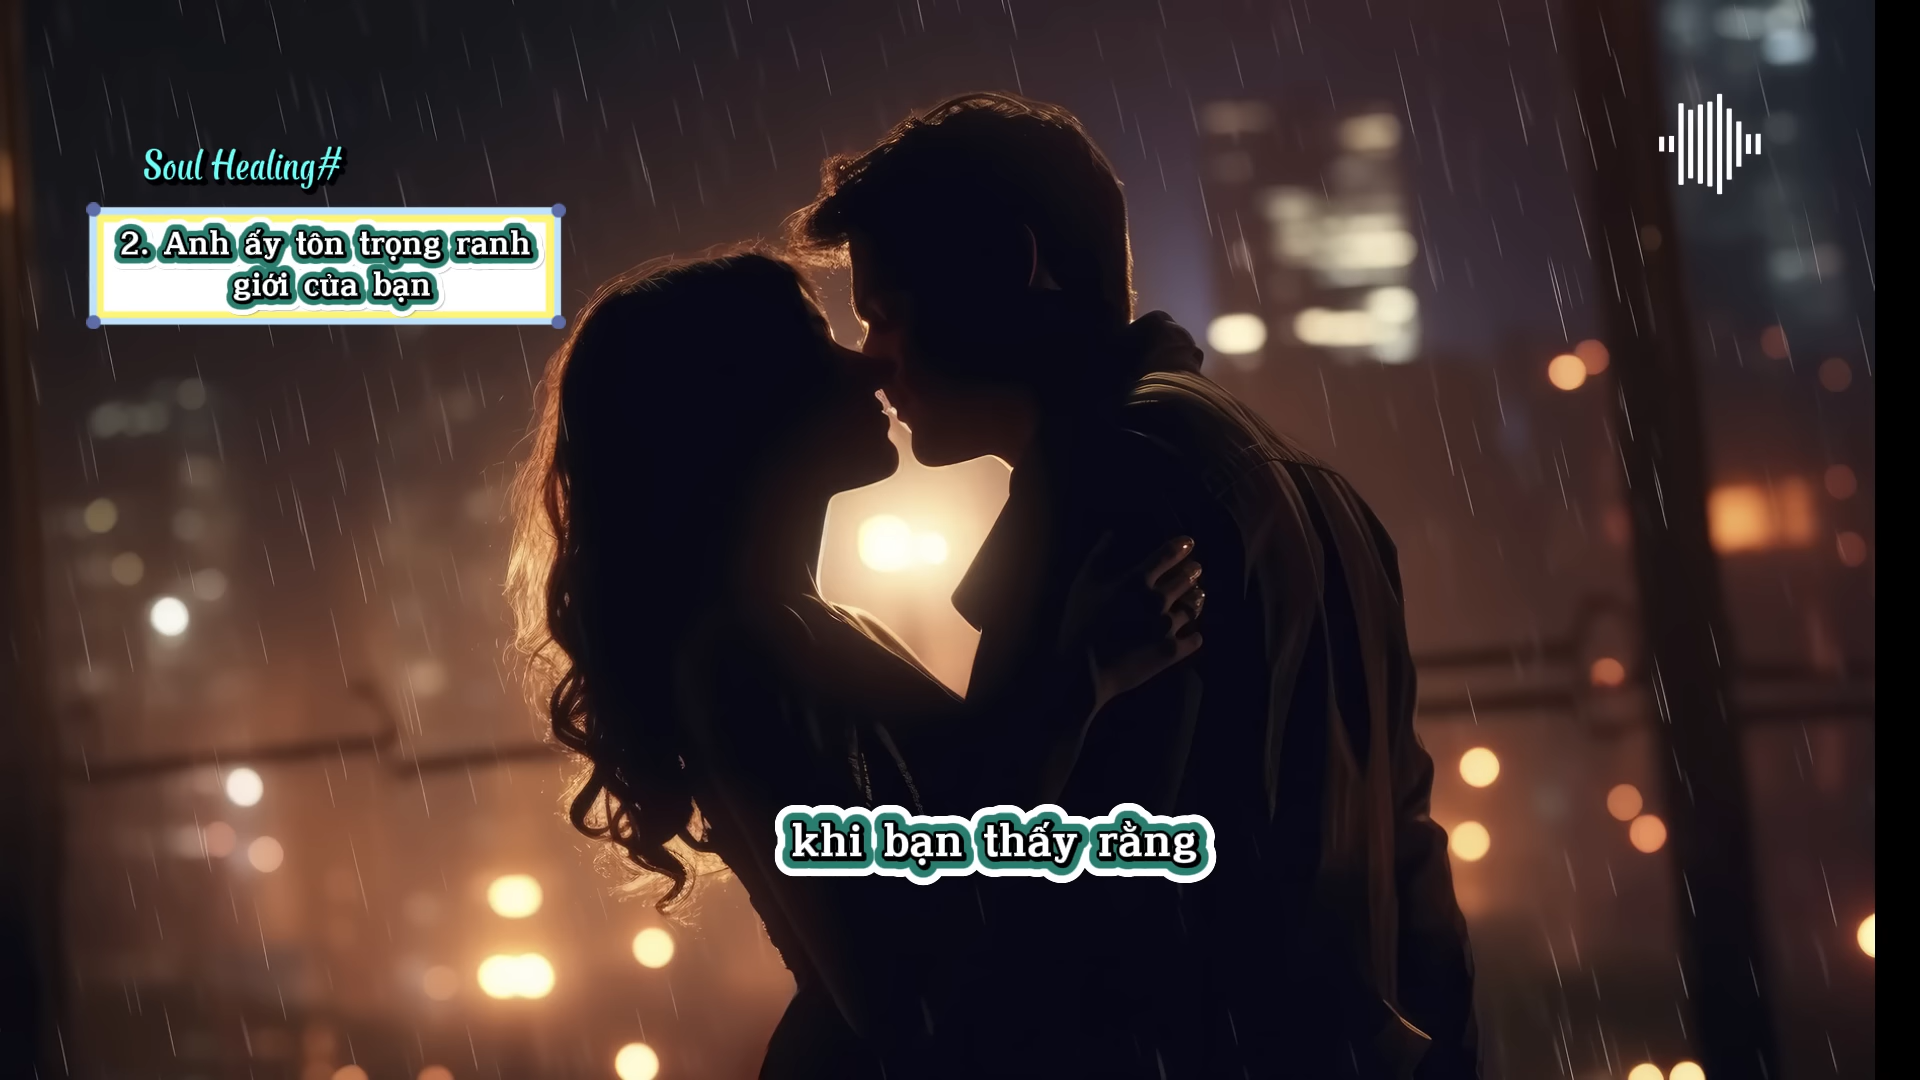 Soul Healing#
2. Anh ấy tôn trọng ranh
giới của bạn
khi bạn thấy rằng